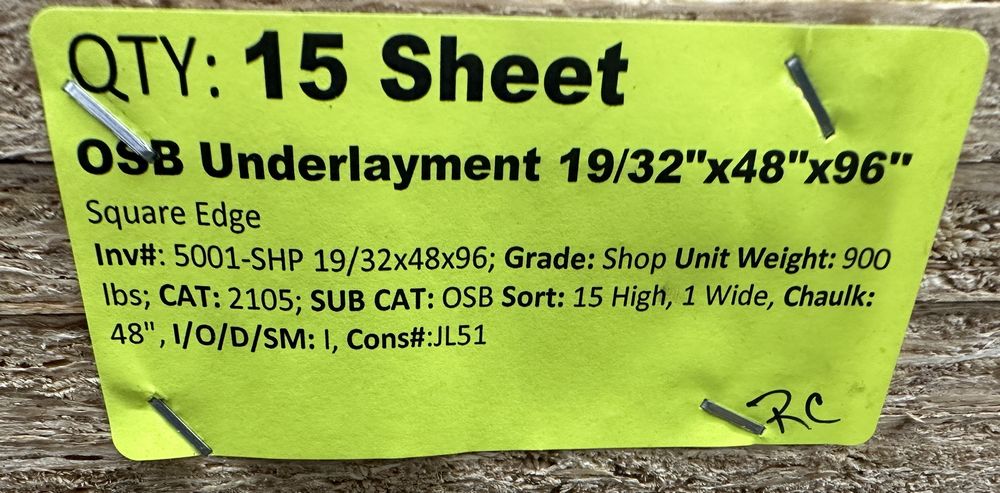 QTY: 15 Sheet
OSB Underlayment 19/32"x48"x96"
Square Edge
Inv#: 5001-SHP 19/32x48x96; Grade: Shop Unit Weight: 900
lbs; CAT: 2105; SUB CAT: OSB Sort: 15 High, 1 Wide, Chaulk:
48", I/O/D/SM: I, Cons#:JL51
RC